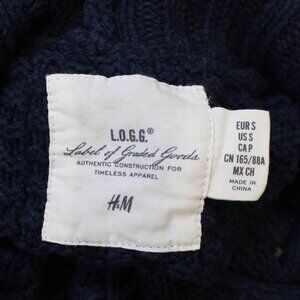 L.O.G.G.®
Label of Graded Goods
AUTHENTIC CONSTRUCTION FOR
TIMELESS APPAREL
H&M
EUR S
US S
CA P
CN 165/88A
MX CH
MADE IN
CHINA